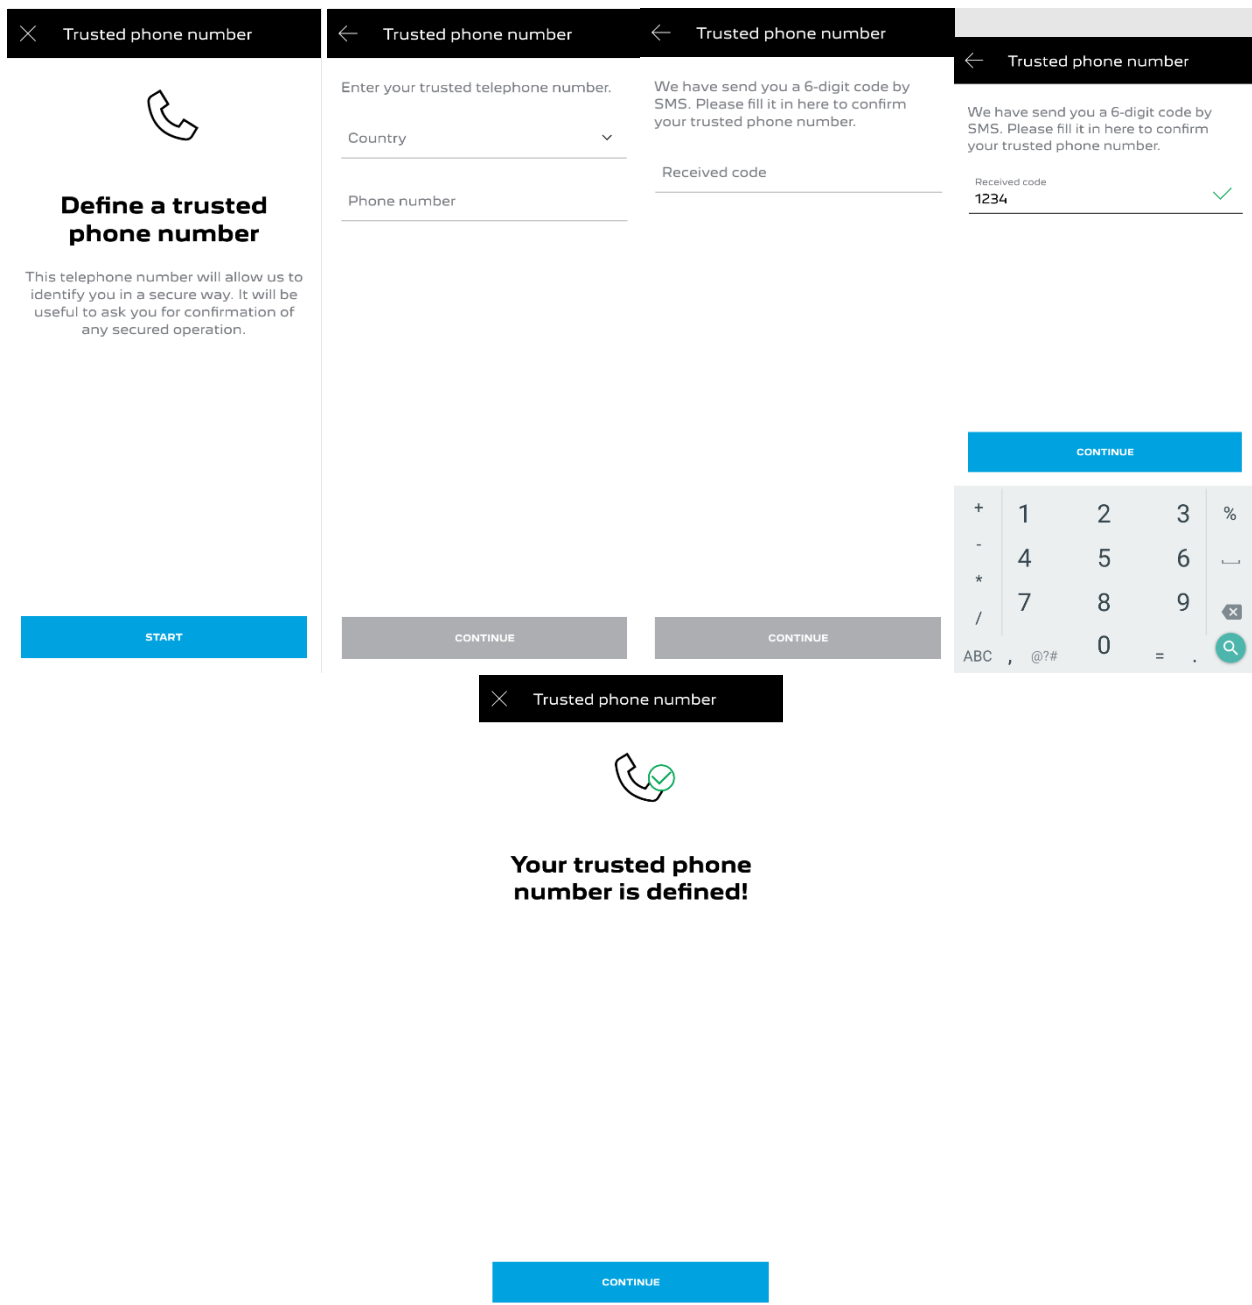 Trusted phone number
Define a trusted
phone number
This telephone number will allow us to
identify you in a secure way. It will be
useful to ask you for confirmation of
any secured operation.
START
Trusted phone number
Enter your trusted telephone number.
Country
Phone number
CONTINUE
Trusted phone number
We have send you a 6-digit code by
SMS. Please fill it in here to confirm
your trusted phone number.
Received code
CONTINUE
Trusted phone number
We have send you a 6-digit code by
SMS. Please fill it in here to confirm
your trusted phone number.
Received code
1234
CONTINUE
+ 1 2 3 %
- 4 5 6
* 7 8 9
/ 0
ABC , @?# = .
Trusted phone number
Your trusted phone
number is defined!
CONTINUE